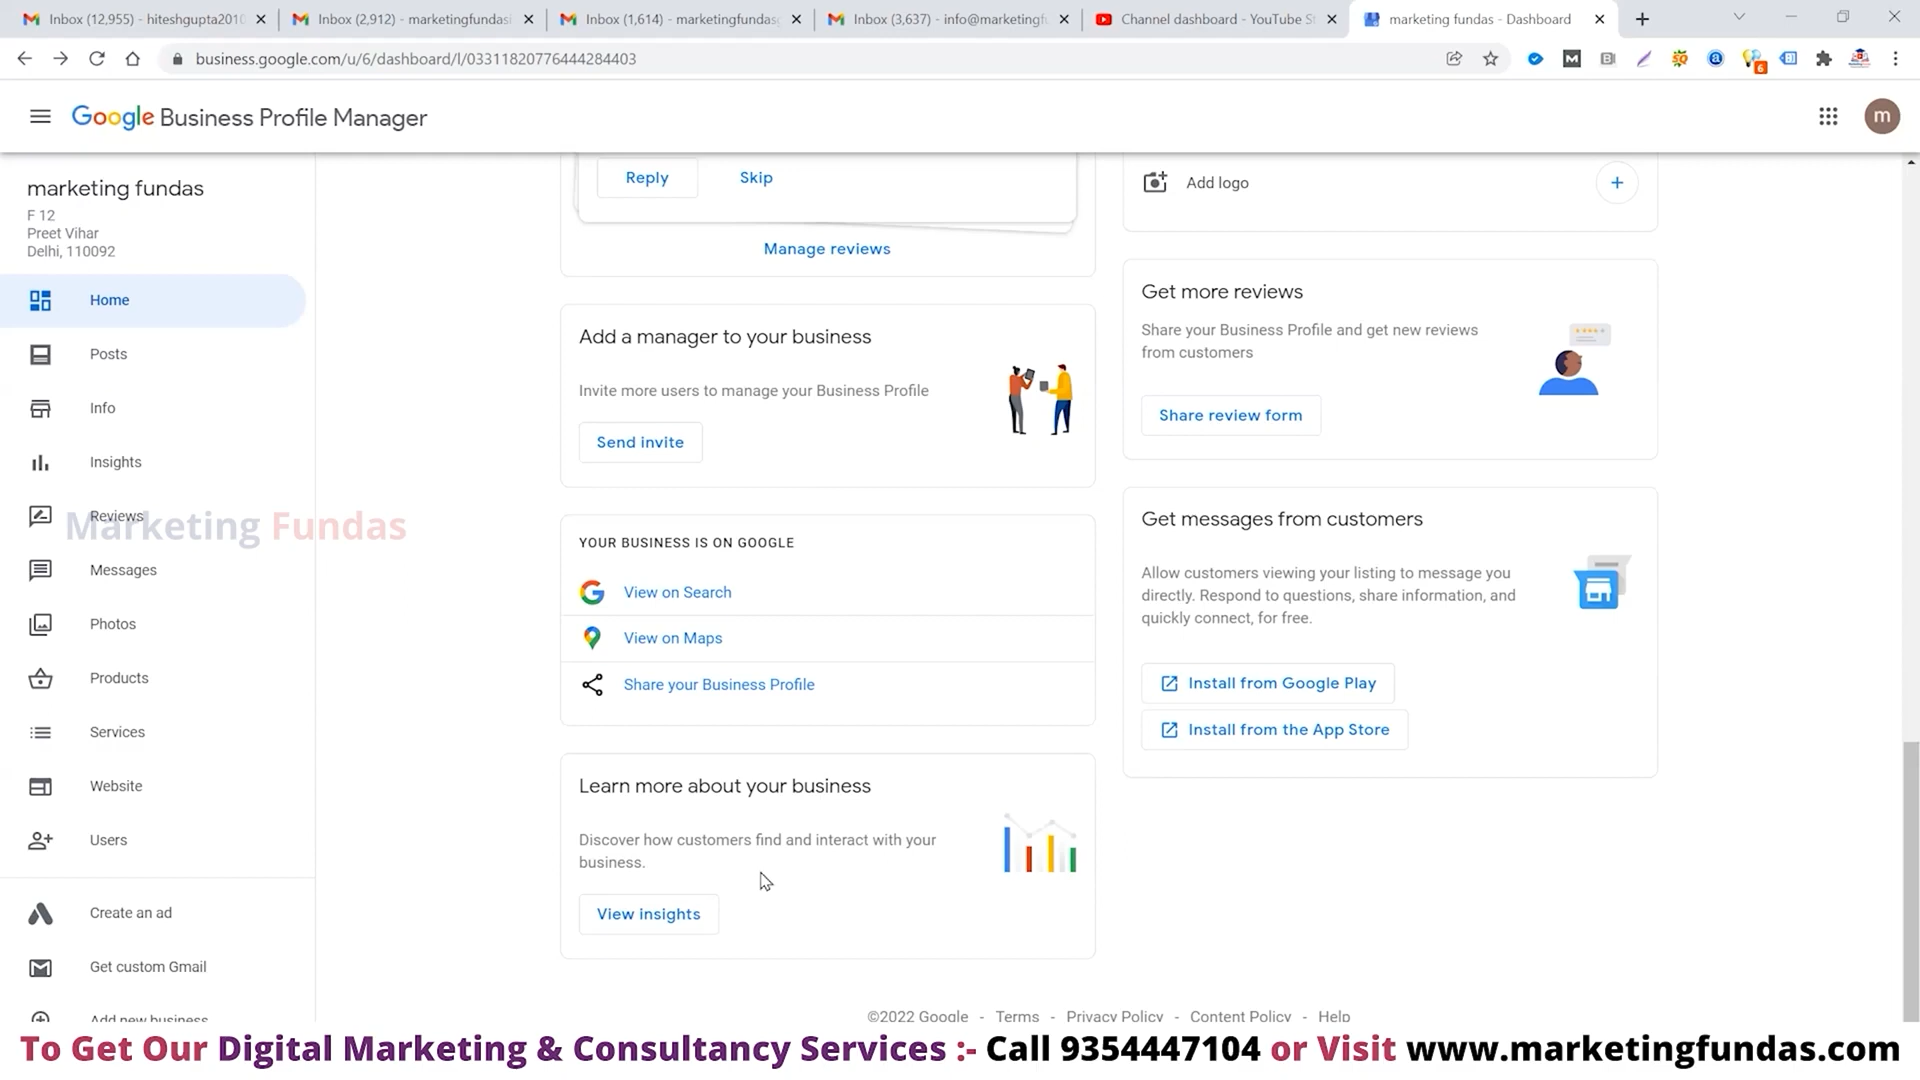 Inbox (12,955) - hiteshgupta2010
Inbox (2,912) - marketingfundasi
Inbox (1,614) - marketingfundasg
Inbox (3,637) - info@marketingfu
Channel dashboard - YouTube St
marketing fundas - Dashboard
business.google.com/u/6/dashboard/l/03311820776444284403
6
Google Business Profile Manager
m
marketing fundas
F 12
Preet Vihar
Delhi, 110092
Home
Posts
Info
Insights
Reviews
Messages
Photos
Products
Services
Website
Users
Create an ad
Get custom Gmail
Add new business
Marketing Fundas
Reply
Skip
Manage reviews
Add a manager to your business
Invite more users to manage your Business Profile
Send invite
YOUR BUSINESS IS ON GOOGLE
View on Search
View on Maps
Share your Business Profile
Learn more about your business
Discover how customers find and interact with your
business.
View insights
Add logo
Get more reviews
Share your Business Profile and get new reviews
from customers
Share review form
Get messages from customers
Allow customers viewing your listing to message you
directly. Respond to questions, share information, and
quickly connect, for free.
Install from Google Play
Install from the App Store
©2022 Google - Terms - Privacy Policy - Content Policy - Help
To Get Our Digital Marketing & Consultancy Services :- Call 9354447104 or Visit www.marketingfundas.com